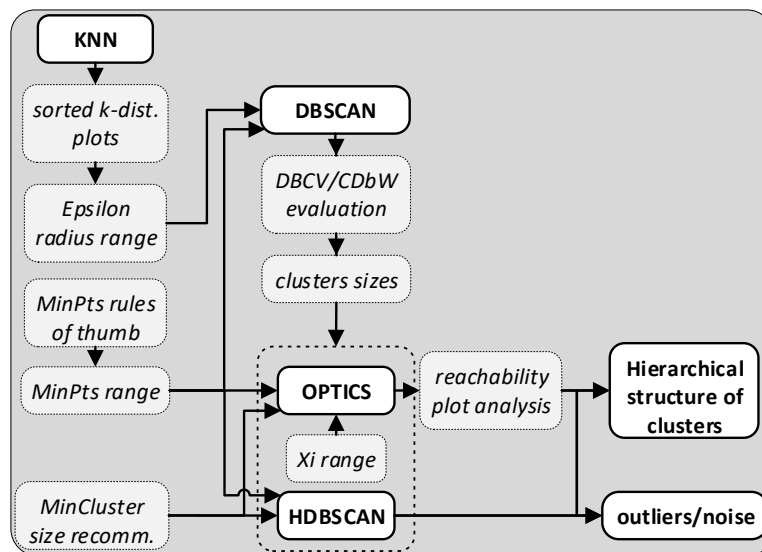 KNN
sorted k-dist.
plots
Epsilon
radius range
MinPts rules
of thumb
MinPts range
MinCluster
size recomm.
DBSCAN
DBCV/CDbW
evaluation
clusters sizes
OPTICS
Xi range
HDBSCAN
reachability
plot analysis
Hierarchical
structure of
clusters
outliers/noise